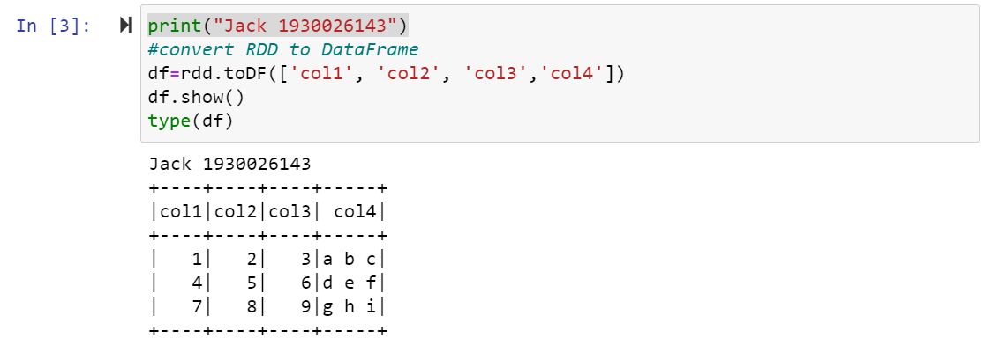 In [3]:
print("Jack 1930026143")
#convert RDD to DataFrame
df=rdd.toDF(['col1', 'col2', 'col3','col4'])
df.show()
type(df)
Jack 1930026143
+----+----+----+-----+
|col1|col2|col3| col4|
+----+----+----+-----+
|   1|   2|   3|a b c|
|   4|   5|   6|d e f|
|   7|   8|   9|g h i|
+----+----+----+-----+